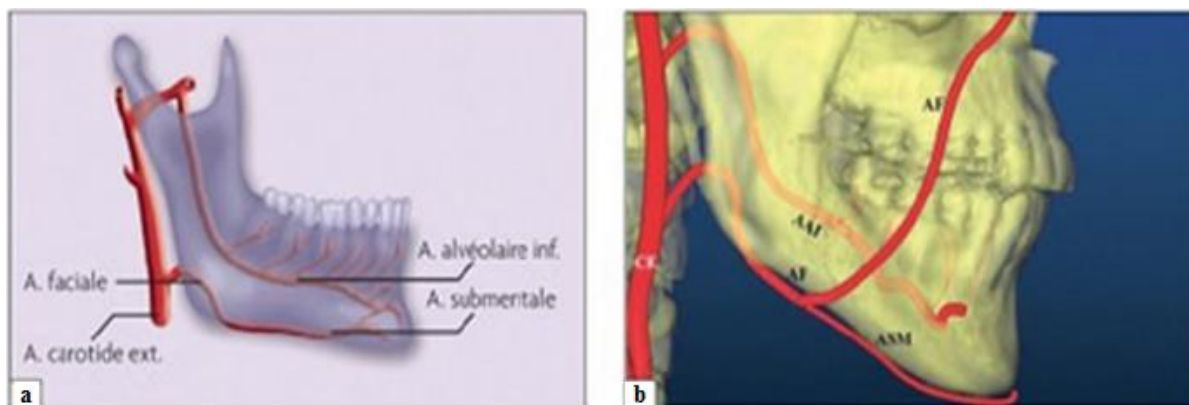 A. alvéolaire inf.
A. faciale
A. submentale
A. carotide ext.
a
AF
AAI
AF
CE
ASM
b